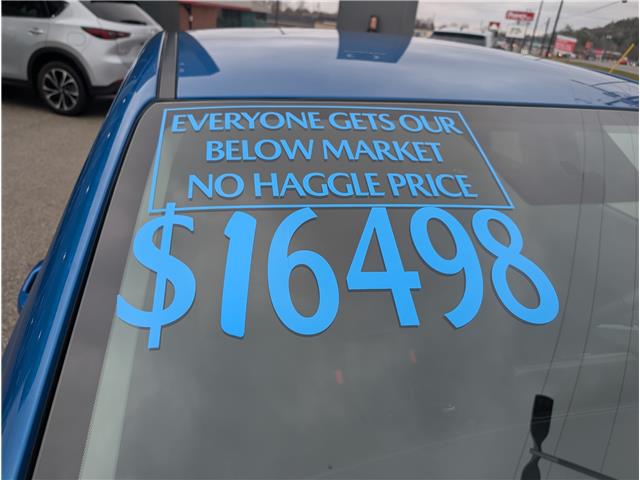 EVERYONE GETS OUR
BELOW MARKET
NO HAGGLE PRICE
$16498